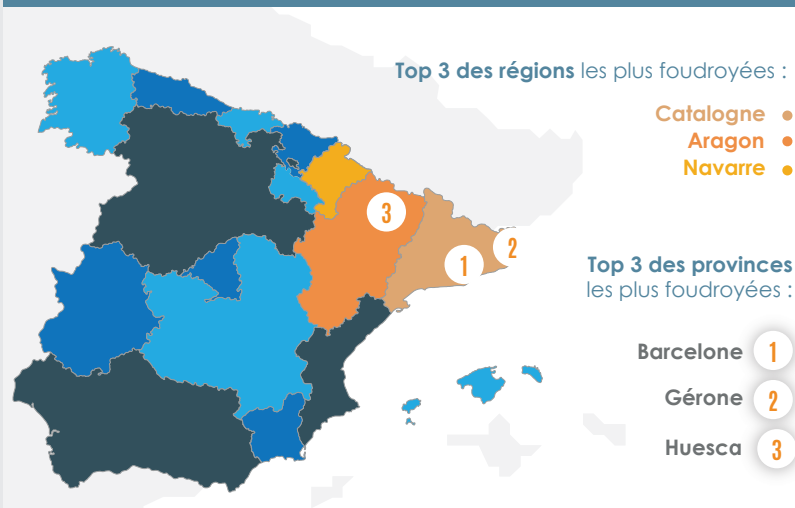 Top 3 des régions les plus foudroyées :
Catalogne
Aragon
Navarre
3
2
1
Top 3 des provinces
les plus foudroyées :
Barcelone 1
Gérone 2
Huesca 3